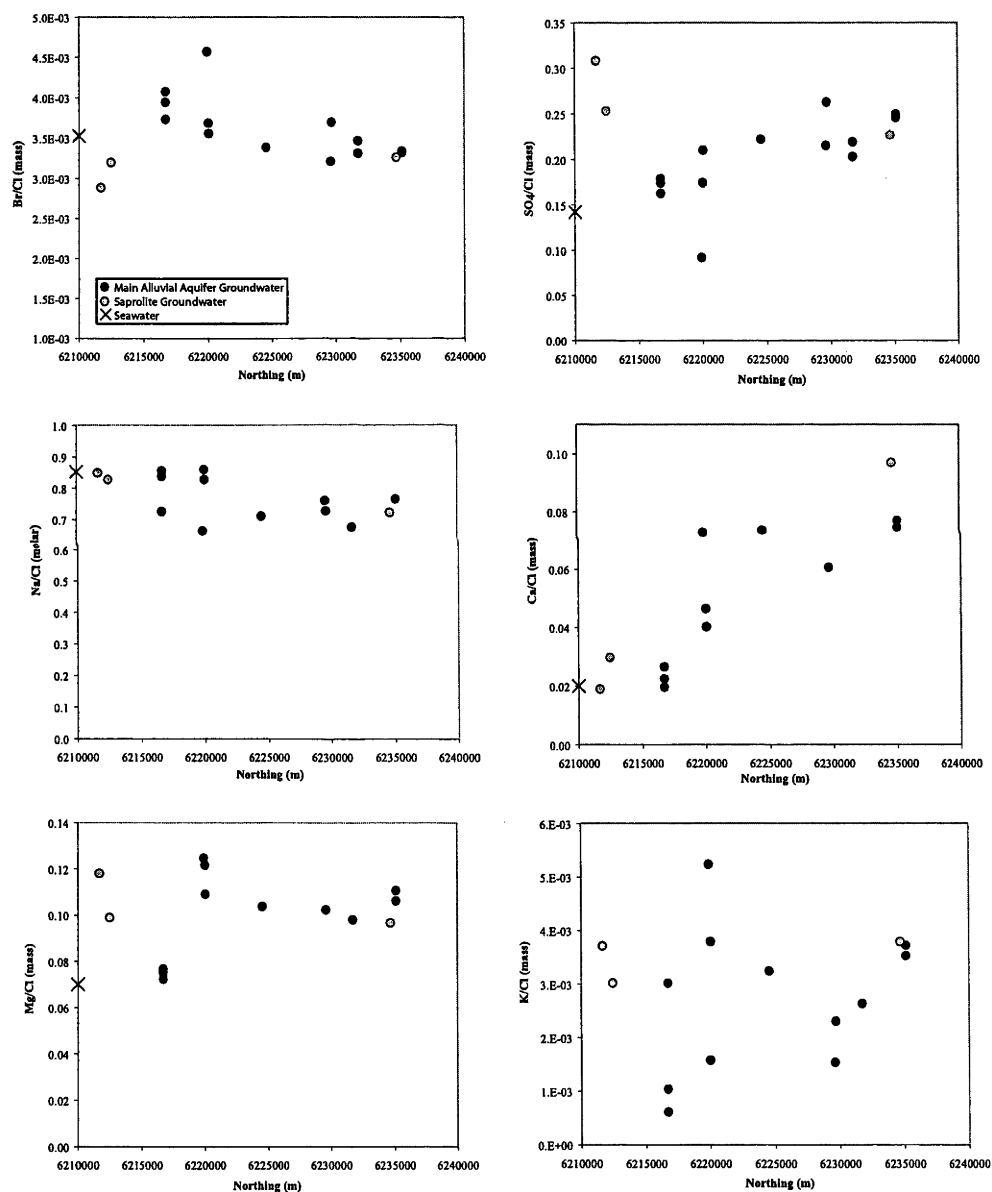 5.0E-03
4.5E-03
4.0E-03
3.5E-03
3.0E-03
2.5E-03
2.0E-03
1.5E-03
1.0E-03
Br/Cl (mass)
Main Alluvial Aquifer Groundwater
Saprolite Groundwater
Seawater
6210000 6215000 6220000 6225000 6230000 6235000 6240000
Northing (m)
0.35
0.30
0.25
0.20
0.15
0.10
0.05
0.00
SO4/Cl (mass)
6210000 6215000 6220000 6225000 6230000 6235000 6240000
Northing (m)
1.0
0.9
0.8
0.7
0.6
0.5
0.4
0.3
0.2
0.1
0.0
Na/Cl (molar)
6210000 6215000 6220000 6225000 6230000 6235000 6240000
Northing (m)
0.10
0.08
0.06
0.04
0.02
0.00
Ca/Cl (mass)
6210000 6215000 6220000 6225000 6230000 6235000 6240000
Northing (m)
0.14
0.12
0.10
0.08
0.06
0.04
0.02
0.00
Mg/Cl (mass)
6210000 6215000 6220000 6225000 6230000 6235000 6240000
Northing (m)
6.E-03
5.E-03
4.E-03
3.E-03
2.E-03
1.E-03
0.E+00
K/Cl (mass)
6210000 6215000 6220000 6225000 6230000 6235000 6240000
Northing (m)